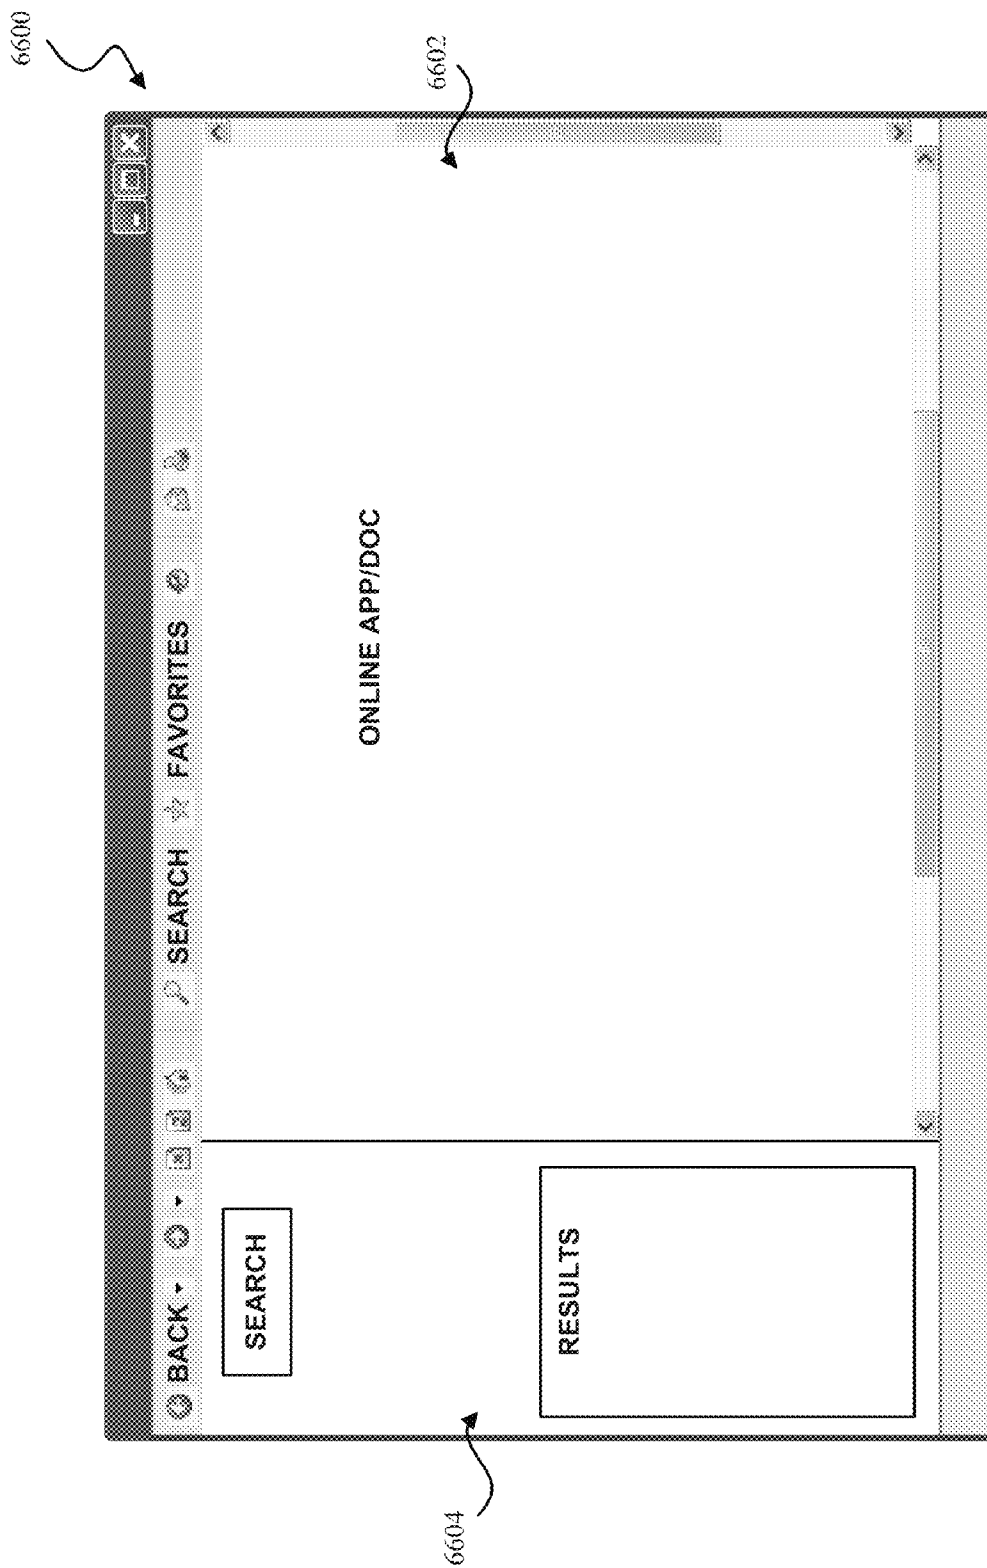 6600
BACK SEARCH FAVORITES
6602
SEARCH
ONLINE APP/DOC
RESULTS
6604